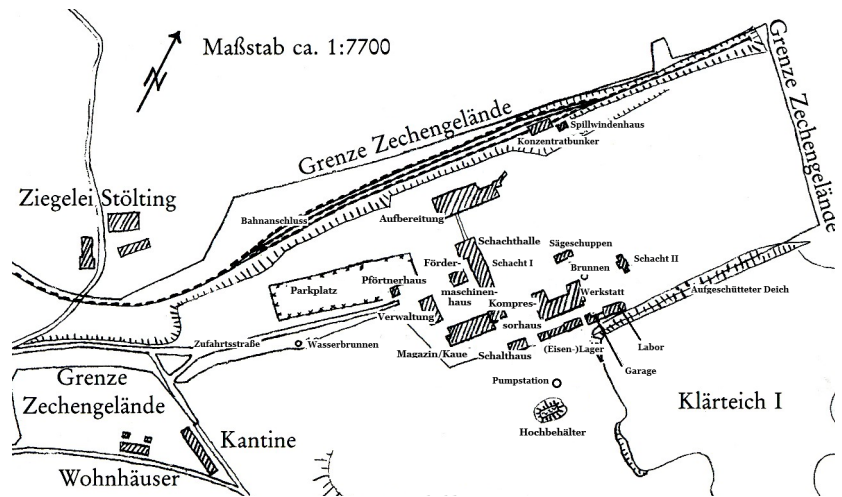 Maßstab ca. 1:7700
N
Grenze Zechengelände
Grenze Zechengelände
Spillwindenhaus
Konzentratbunker
Ziegelei Stölting
Bahnanschluss
Aufbereitung
Schachthalle
Sägeschuppen
Schacht I
Schacht II
Förder-
maschinen-
haus
Brunnen
Pförtnerhaus
Parkplatz
Werkstatt
Aufgeschütteter Deich
Kompres-
sorhaus
Verwaltung
Zufahrtsstraße
Wasserbrunnen
Magazin/Kaue
Schalthaus
(Eisen-)Lager
Labor
Garage
Grenze
Zechengelände
Pumpstation
Klärteich I
Hochbehälter
Kantine
Wohnhäuser